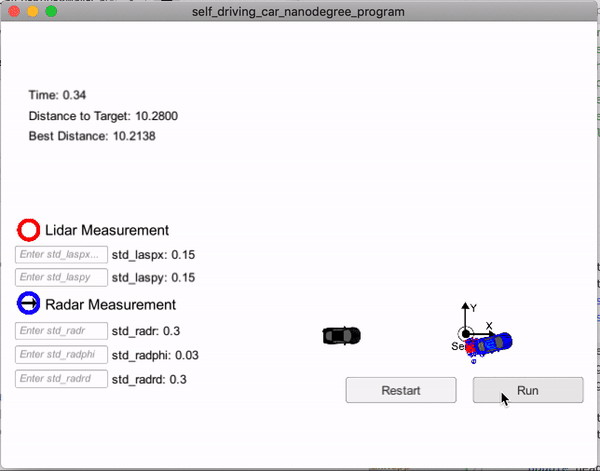 self_driving_car_nanodegree_program
Time: 0.34
Distance to Target: 10.2800
Best Distance: 10.2138
Lidar Measurement
Enter std_laspx... std_laspx: 0.15
Enter std_laspy std_laspy: 0.15
Radar Measurement
Enter std_radr std_radr: 0.3
Enter std_radphi std_radphi: 0.03
Enter std_radrd std_radrd: 0.3
Y
X
Se
Restart Run